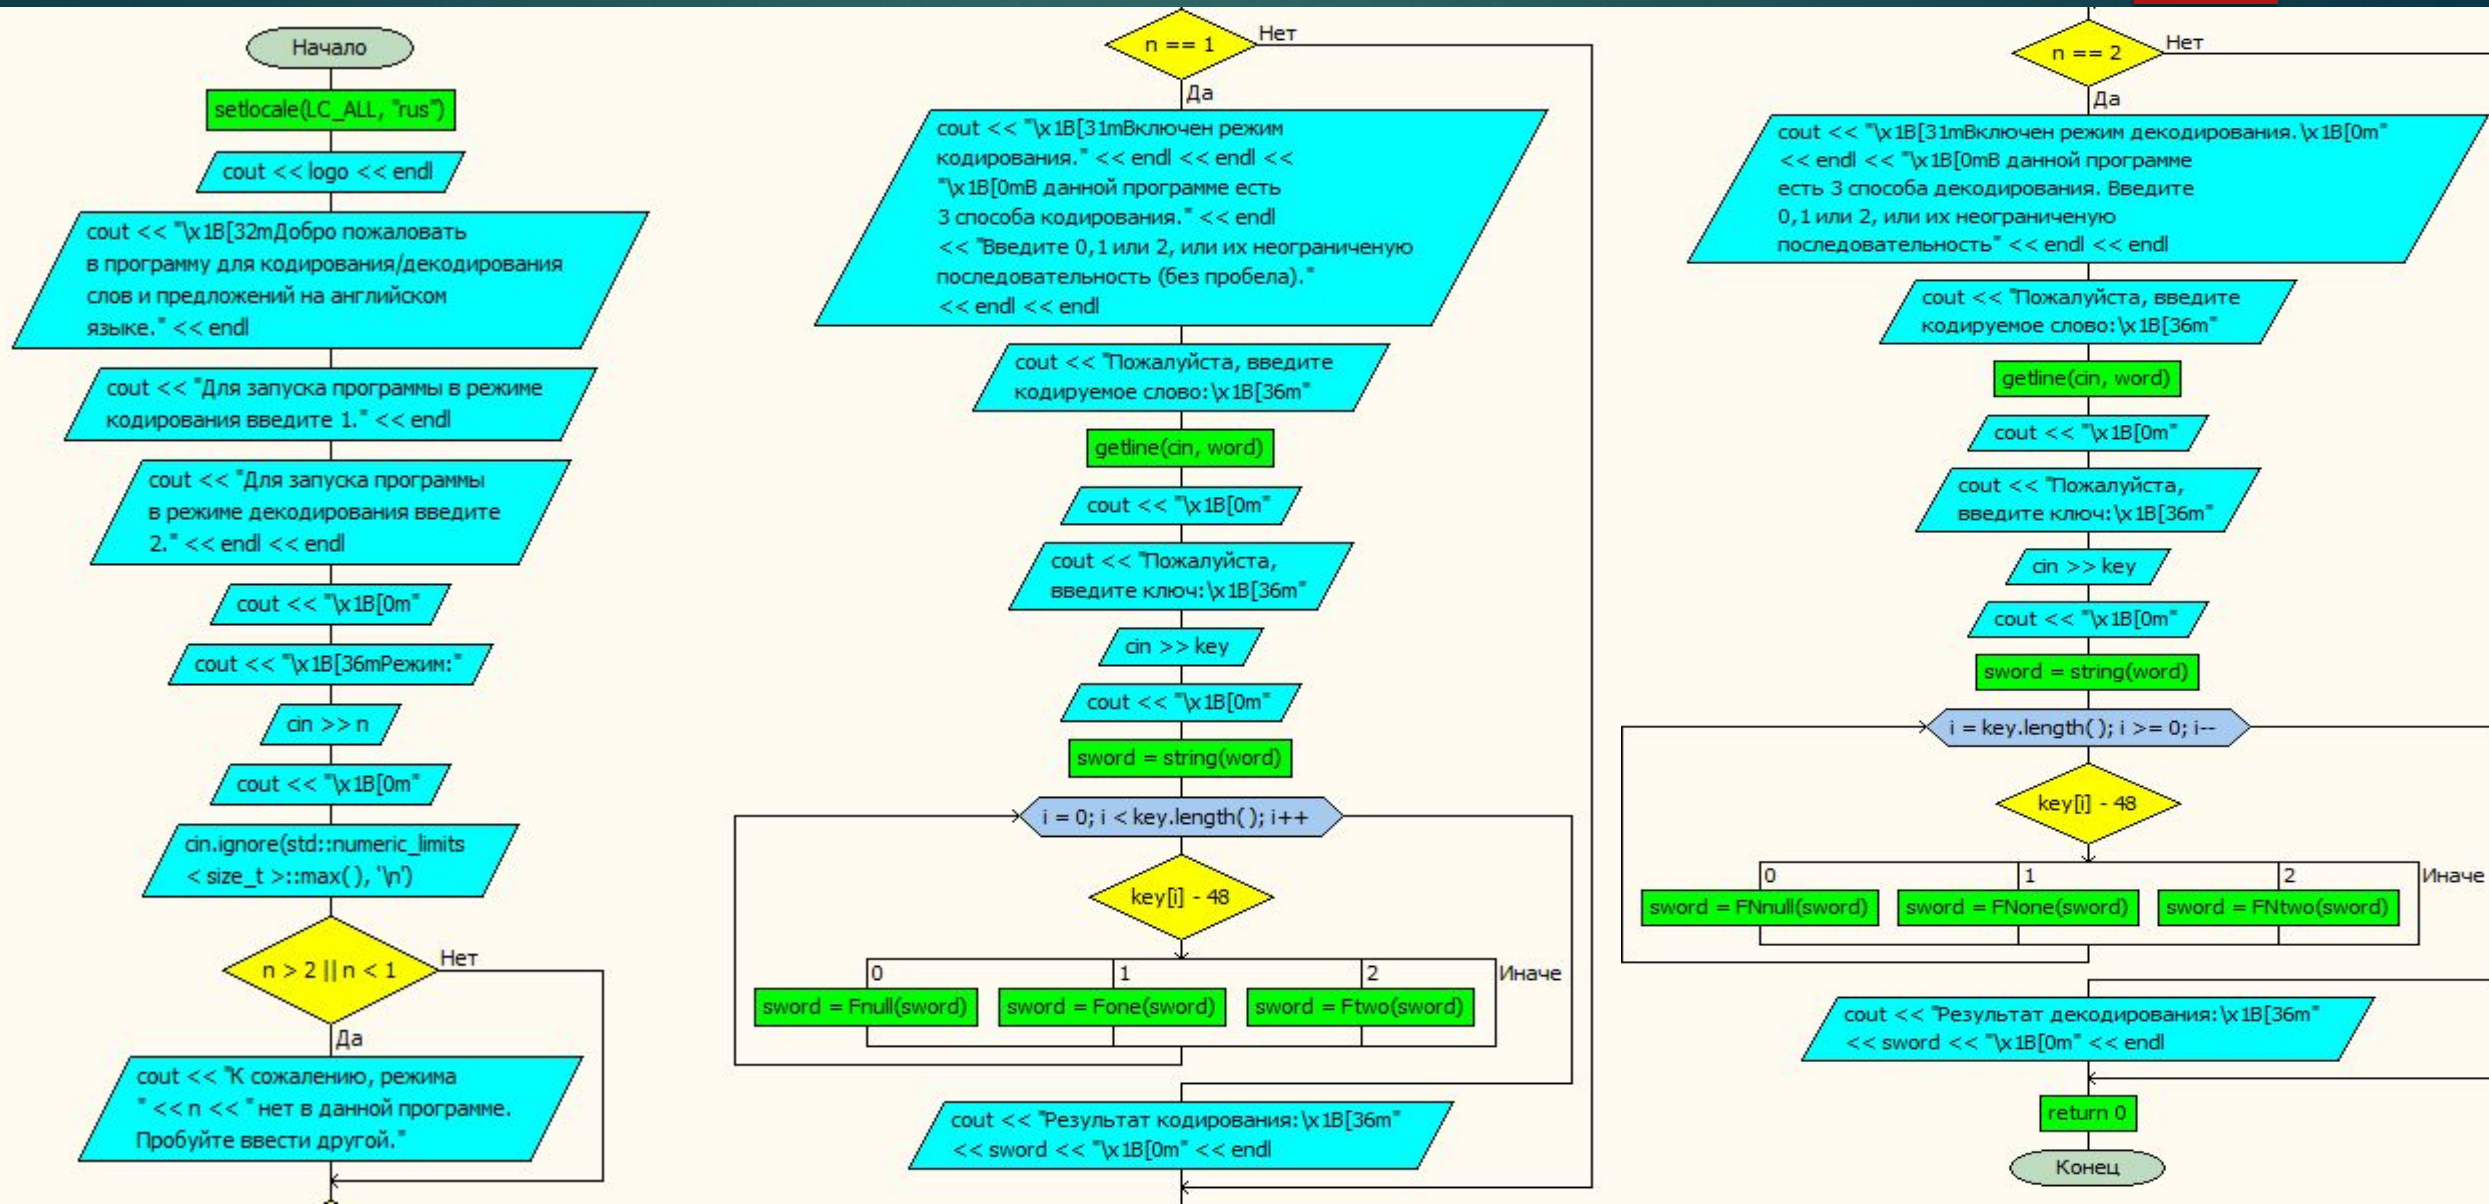 Начало
setlocale(LC_ALL, "rus")
cout << logo << endl
cout << "\x1B[32mДобро пожаловать
в программу для кодирования/декодирования
слов и предложений на английском
языке." << endl
cout << "Для запуска программы в режиме
кодирования введите 1." << endl
cout << "Для запуска программы
в режиме декодирования введите
2." << endl << endl
cout << "\x1B[0m"
cout << "\x1B[36mРежим:"
cin >> n
cout << "\x1B[0m"
cin.ignore(std::numeric_limits
< size_t >::max(), '\n')
n > 2 || n < 1
Нет
Да
cout << "К сожалению, режима
" << n << " нет в данной программе.
Пробуйте ввести другой."
n == 1
Нет
Да
cout << "\x1B[31mВключен режим
кодирования." << endl << endl <<
"\x1B[0mВ данной программе есть
3 способа кодирования." << endl
<< "Введите 0,1 или 2, или их неограниченую
последовательность (без пробела)."
<< endl << endl
cout << "Пожалуйста, введите
кодируемое слово:\x1B[36m"
getline(cin, word)
cout << "\x1B[0m"
cout << "Пожалуйста,
введите ключ:\x1B[36m"
cin >> key
cout << "\x1B[0m"
sword = string(word)
i = 0; i < key.length(); i++
key[i] - 48
0
1
2
Иначе
sword = Fnull(sword)
sword = Fone(sword)
sword = Ftwo(sword)
cout << "Результат кодирования:\x1B[36m"
<< sword << "\x1B[0m" << endl
n == 2
Нет
Да
cout << "\x1B[31mВключен режим декодирования.\x1B[0m"
<< endl << "\x1B[0mВ данной программе
есть 3 способа декодирования. Введите
0,1 или 2, или их неограниченую
последовательность" << endl << endl
cout << "Пожалуйста, введите
кодируемое слово:\x1B[36m"
getline(cin, word)
cout << "\x1B[0m"
cout << "Пожалуйста,
введите ключ:\x1B[36m"
cin >> key
cout << "\x1B[0m"
sword = string(word)
i = key.length(); i >= 0; i--
key[i] - 48
0
1
2
Иначе
sword = FNnull(sword)
sword = FNone(sword)
sword = FNtwo(sword)
cout << "Результат декодирования:\x1B[36m"
<< sword << "\x1B[0m" << endl
return 0
Конец